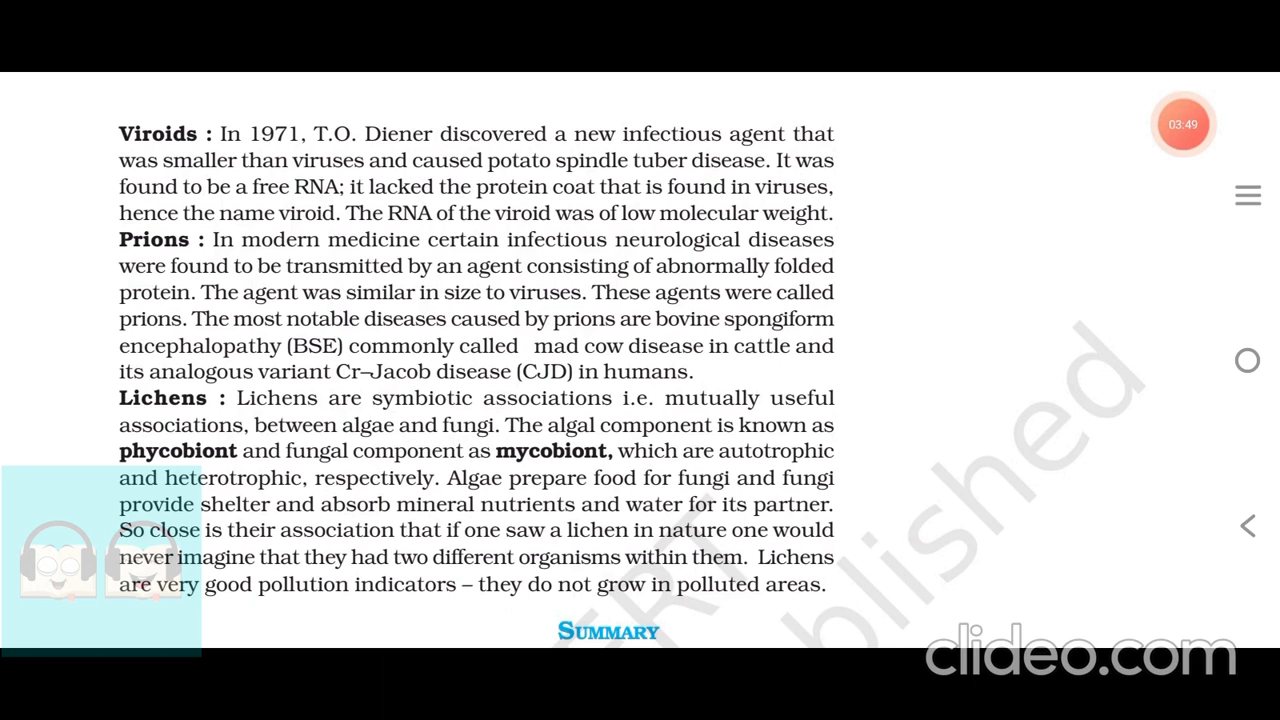 03:49
Viroids : In 1971, T.O. Diener discovered a new infectious agent that
was smaller than viruses and caused potato spindle tuber disease. It was
found to be a free RNA; it lacked the protein coat that is found in viruses,
hence the name viroid. The RNA of the viroid was of low molecular weight.
Prions : In modern medicine certain infectious neurological diseases
were found to be transmitted by an agent consisting of abnormally folded
protein. The agent was similar in size to viruses. These agents were called
prions. The most notable diseases caused by prions are bovine spongiform
encephalopathy (BSE) commonly called mad cow disease in cattle and
its analogous variant Cr–Jacob disease (CJD) in humans.
Lichens : Lichens are symbiotic associations i.e. mutually useful
associations, between algae and fungi. The algal component is known as
phycobiont and fungal component as mycobiont, which are autotrophic
and heterotrophic, respectively. Algae prepare food for fungi and fungi
provide shelter and absorb mineral nutrients and water for its partner.
So close is their association that if one saw a lichen in nature one would
never imagine that they had two different organisms within them. Lichens
are very good pollution indicators – they do not grow in polluted areas.
SUMMARY
clideo.com